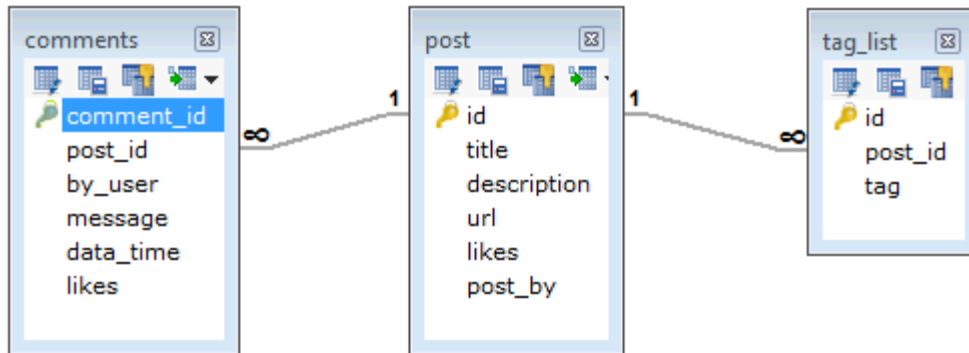 comments
comment_id
post_id
by_user
message
data_time
likes
∞
1
post
id
title
description
url
likes
post_by
1
∞
tag_list
id
post_id
tag